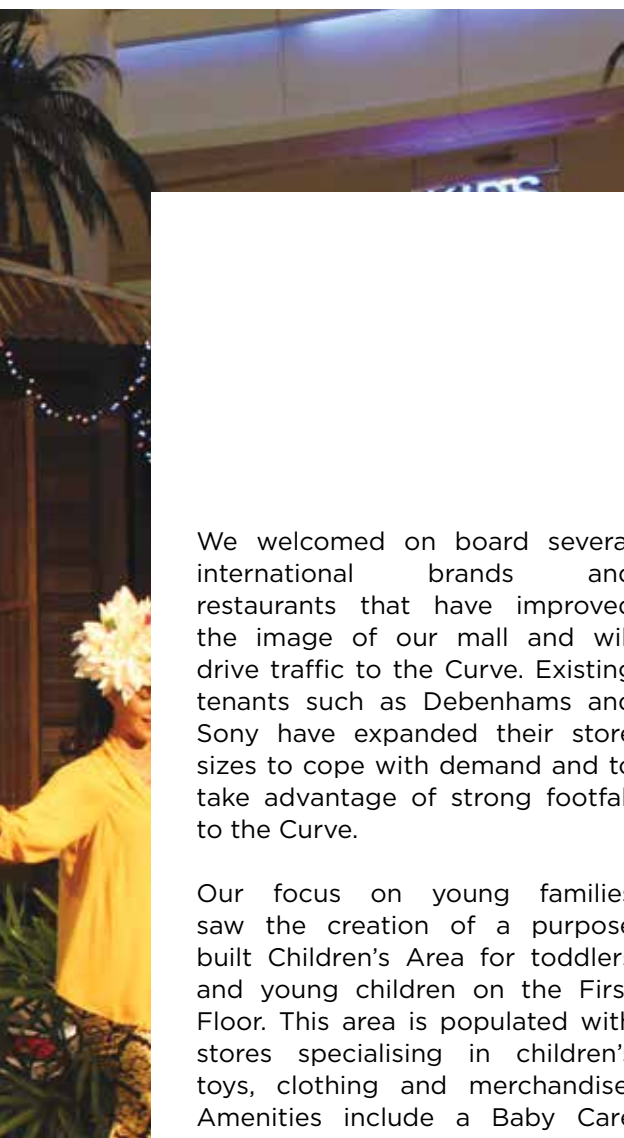 We welcomed on board severa
international brands and
restaurants that have improved
the image of our mall and wil
drive traffic to the Curve. Existing
tenants such as Debenhams and
Sony have expanded their store
sizes to cope with demand and to
take advantage of strong footfal
to the Curve.
Our focus on young families
saw the creation of a purpose
built Children’s Area for toddlers
and young children on the Firs
Floor. This area is populated with
stores specialising in children’s
toys, clothing and merchandise
Amenities include a Baby Care